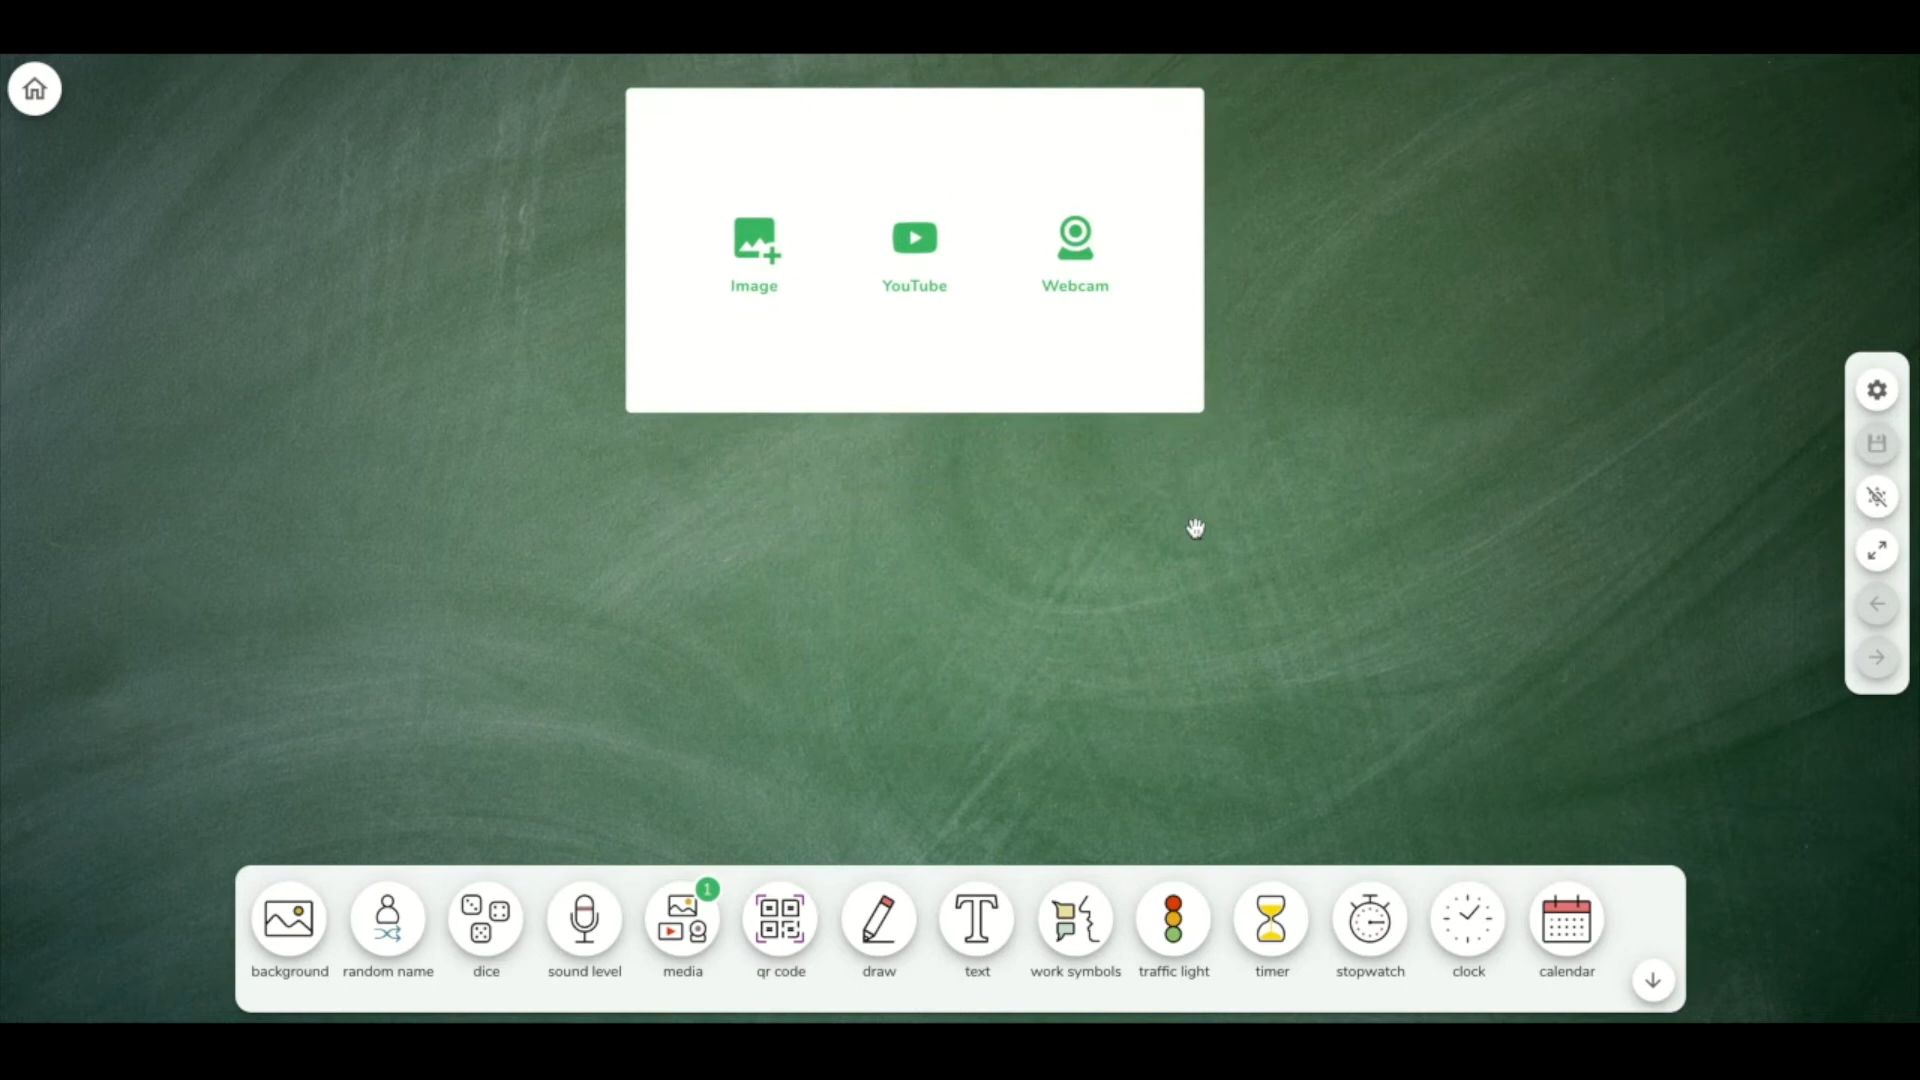 Image YouTube Webcam
1
background random name dice sound level media qr code draw text work symbols traffic light timer stopwatch clock calendar